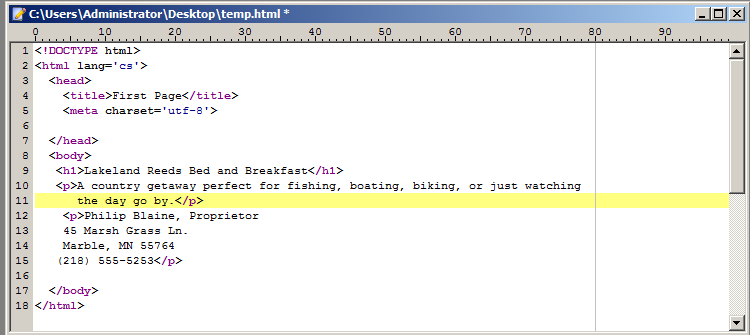 C:\Users\Administrator\Desktop\temp.html *
0 10 20 30 40 50 60 70 80 90
1 <!DOCTYPE html>
2 <html lang='cs'>
3 <head>
4 <title>First Page</title>
5 <meta charset='utf-8'>
6
7 </head>
8 <body>
9 <h1>Lakeland Reeds Bed and Breakfast</h1>
10 <p>A country getaway perfect for fishing, boating, biking, or just watching
11 the day go by.</p>
12 <p>Philip Blaine, Proprietor
13 45 Marsh Grass Ln.
14 Marble, MN 55764
15 (218) 555-5253</p>
16
17 </body>
18 </html>